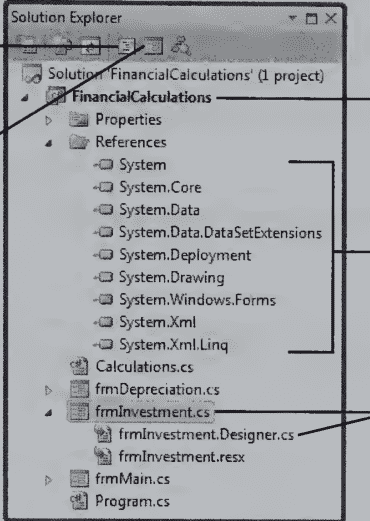 Solution Explorer
Solution 'FinancialCalculations' (1 project)
FinancialCalculations
Properties
References
System
System.Core
System.Data
System.Data.DataSetExtensions
System.Deployment
System.Drawing
System.Windows.Forms
System.Xml
System.Xml.Linq
Calculations.cs
frmDepreciation.cs
frmInvestment.cs
frmInvestment.Designer.cs
frmInvestment.resx
frmMain.cs
Program.cs